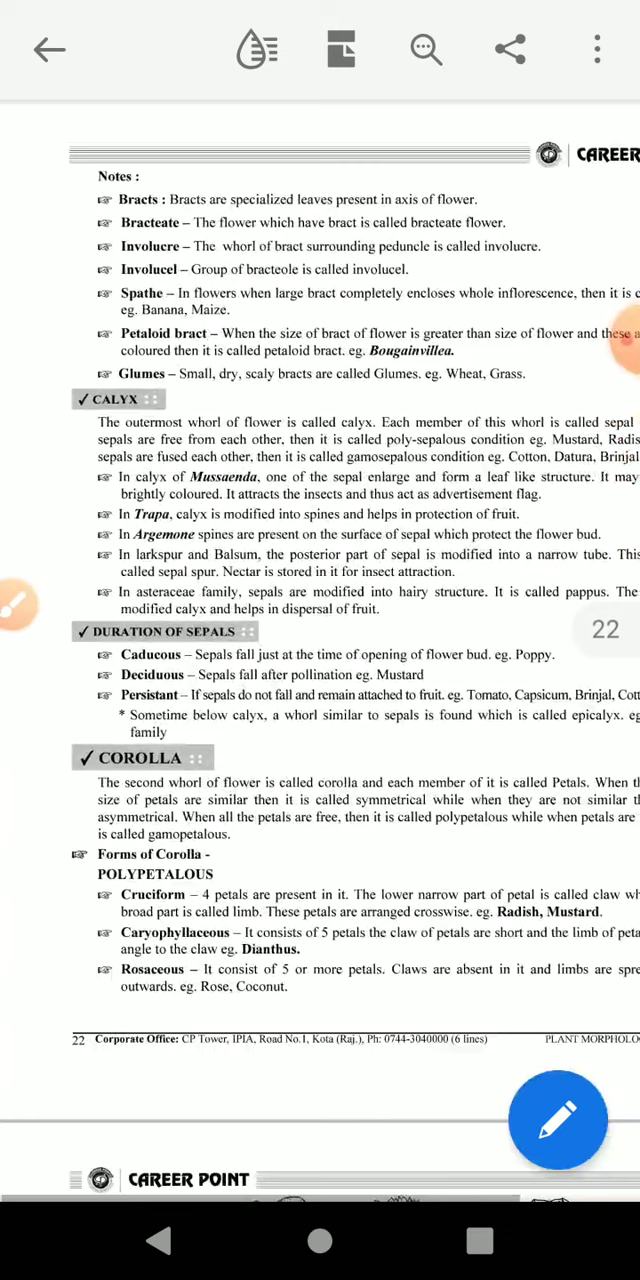 CAREER
Notes :
Bracts : Bracts are specialized leaves present in axis of flower.
Bracteate – The flower which have bract is called bracteate flower.
Involucre – The whorl of bract surrounding peduncle is called involucre.
Involucel – Group of bracteole is called involucel.
Spathe – In flowers when large bract completely encloses whole inflorescence, then it is c
eg. Banana, Maize.
Petaloid bract – When the size of bract of flower is greater than size of flower and these a
coloured then it is called petaloid bract. eg. Bougainvillea.
Glumes – Small, dry, scaly bracts are called Glumes. eg. Wheat, Grass.
✓ CALYX
The outermost whorl of flower is called calyx. Each member of this whorl is called sepal
sepals are free from each other, then it is called poly-sepalous condition eg. Mustard, Radis
sepals are fused each other, then it is called gamosepalous condition eg. Cotton, Datura, Brinjal
In calyx of Mussaenda, one of the sepal enlarge and form a leaf like structure. It may
brightly coloured. It attracts the insects and thus act as advertisement flag.
In Trapa, calyx is modified into spines and helps in protection of fruit.
In Argemone spines are present on the surface of sepal which protect the flower bud.
In larkspur and Balsum, the posterior part of sepal is modified into a narrow tube. This
called sepal spur. Nectar is stored in it for insect attraction.
In asteraceae family, sepals are modified into hairy structure. It is called pappus. The
modified calyx and helps in dispersal of fruit.
22
✓ DURATION OF SEPALS
Caducous – Sepals fall just at the time of opening of flower bud. eg. Poppy.
Deciduous – Sepals fall after pollination eg. Mustard
Persistant – If sepals do not fall and remain attached to fruit. eg. Tomato, Capsicum, Brinjal, Cott
* Sometime below calyx, a whorl similar to sepals is found which is called epicalyx. eg
family
✓ COROLLA
The second whorl of flower is called corolla and each member of it is called Petals. When th
size of petals are similar then it is called symmetrical while when they are not similar th
asymmetrical. When all the petals are free, then it is called polypetalous while when petals are
is called gamopetalous.
Forms of Corolla -
POLYPETALOUS
Cruciform – 4 petals are present in it. The lower narrow part of petal is called claw wh
broad part is called limb. These petals are arranged crosswise. eg. Radish, Mustard.
Caryophyllaceous – It consists of 5 petals the claw of petals are short and the limb of peta
angle to the claw eg. Dianthus.
Rosaceous – It consist of 5 or more petals. Claws are absent in it and limbs are spre
outwards. eg. Rose, Coconut.
22 Corporate Office: CP Tower, IPIA, Road No.1, Kota (Raj.), Ph: 0744-3040000 (6 lines) PLANT MORPHOLO
CAREER POINT